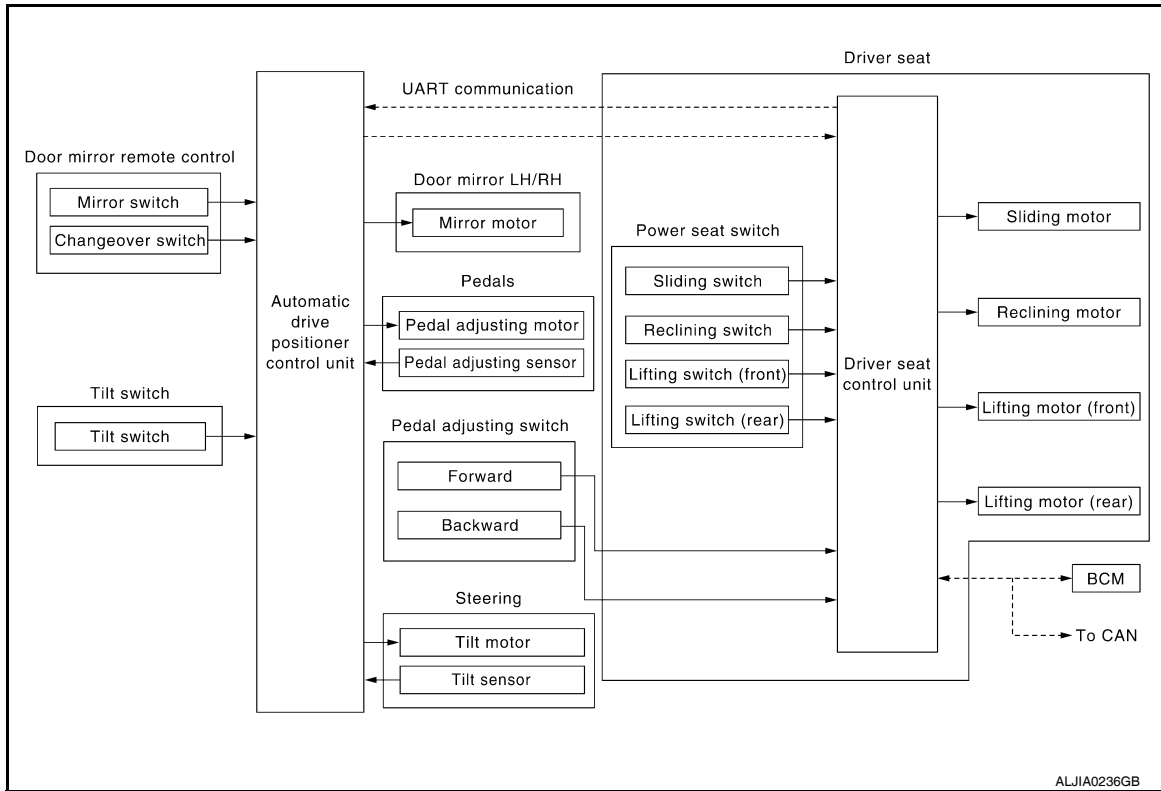 Driver seat
UART communication
Door mirror remote control
Mirror switch
Changeover switch
Door mirror LH/RH
Mirror motor
Power seat switch
Sliding switch
Reclining switch
Lifting switch (front)
Lifting switch (rear)
Sliding motor
Reclining motor
Lifting motor (front)
Lifting motor (rear)
Automatic
drive
positioner
control unit
Pedals
Pedal adjusting motor
Pedal adjusting sensor
Driver seat
control unit
Tilt switch
Tilt switch
Pedal adjusting switch
Forward
Backward
Steering
Tilt motor
Tilt sensor
BCM
To CAN
ALJIA0236GB